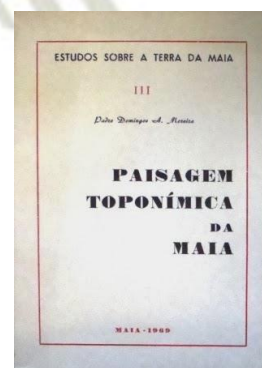 ESTUDOS SOBRE A TERRA DA MAIA
III
Padre Domingos A. Moreira
PAISAGEM
TOPONÍMICA
DA
MAIA
MAIA - 1969